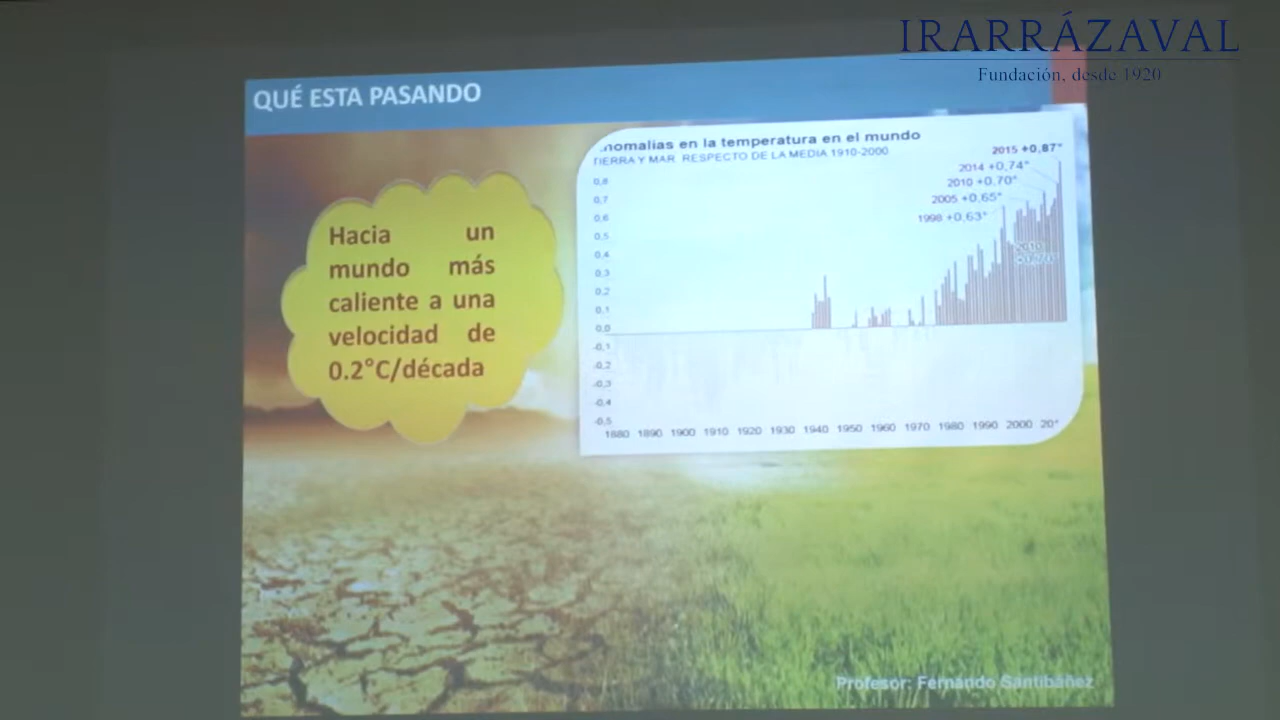 IRARRÁZAVAL
Fundación, desde 1920
QUÉ ESTA PASANDO
Hacia un
mundo más
caliente a una
velocidad de
0.2°C/década
nomalías en la temperatura en el mundo
TIERRA Y MAR RESPECTO DE LA MEDIA 1910-2000
2015 +0,87°
2014 +0,74°
2010 +0,70°
2005 +0,65°
1998 +0,63°
2010
0,8
0,7
0,6
0,5
0,4
0,3
0,2
0,1
0,0
-0,1
-0,2
-0,3
-0,4
-0,5
1880 1890 1900 1910 1920 1930 1940 1950 1960 1970 1980 1990 2000 20
Profesor: Fernando Santibáñez